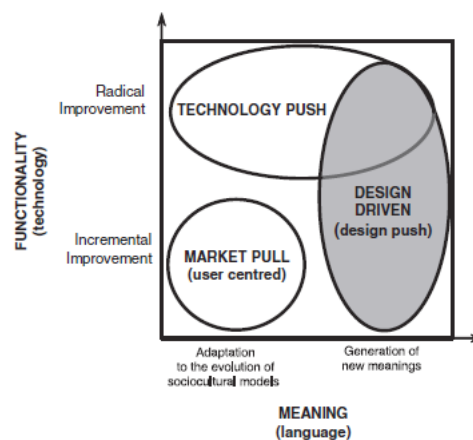 Radical
Improvement
TECHNOLOGY PUSH
FUNCTIONALITY
(technology)
DESIGN
DRIVEN
(design push)
Incremental
Improvement
MARKET PULL
(user centred)
Adaptation
to the evolution of
sociocultural models
Generation of
new meanings
MEANING
(language)